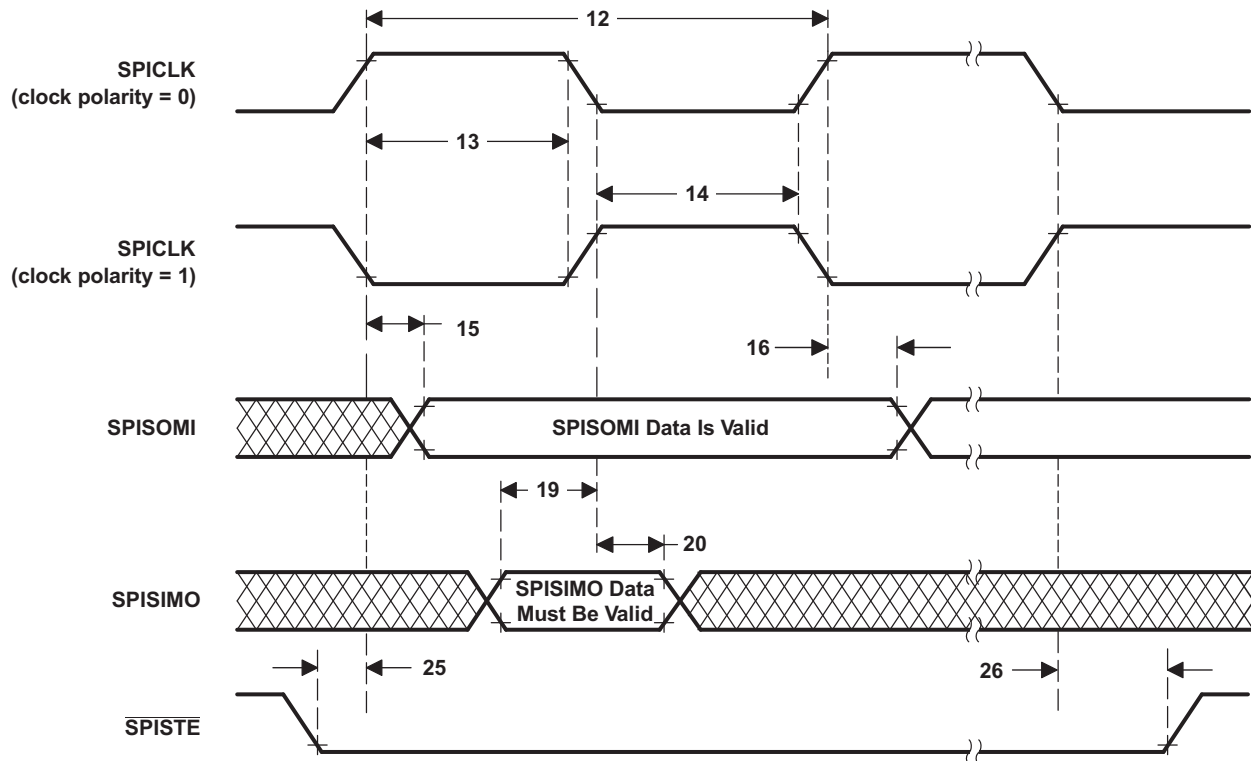 12
SPICLK
(clock polarity = 0)
13
14
SPICLK
(clock polarity = 1)
15
16
SPISOMI
SPISOMI Data Is Valid
19
20
SPISIMO
SPISIMO Data
Must Be Valid
25
26
SPISTE